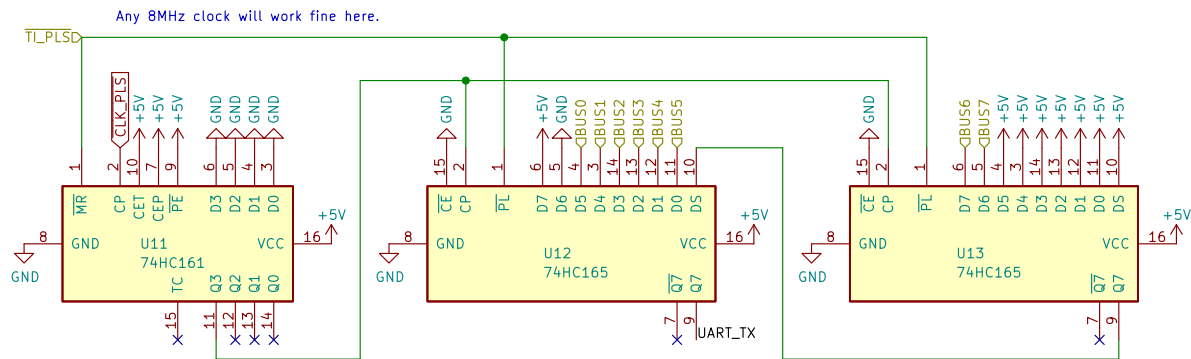 Any 8MHz clock will work fine here.
TI_PLS
CLK_PLS
+5V
+5V
+5V
GND
GND
GND
GND
1
2
10
7
9
6
5
4
3
MR
CP
CET
CEP
PE
D3
D2
D1
D0
8
GND
GND
U11
74HC161
VCC
16
+5V
TC
Q3
Q2
Q1
Q0
15
11
12
13
14
GND
+5V
GND
BUS0
BUS1
BUS2
BUS3
BUS4
BUS5
15
2
1
6
5
4
3
14
13
12
11
10
CE
CP
PL
D7
D6
D5
D4
D3
D2
D1
D0
DS
8
GND
GND
U12
74HC165
VCC
16
+5V
Q7
Q7
7
9
UART_TX
GND
BUS6
BUS7
+5V
+5V
+5V
+5V
+5V
+5V
+5V
15
2
1
6
5
4
3
14
13
12
11
10
CE
CP
PL
D7
D6
D5
D4
D3
D2
D1
D0
DS
8
GND
GND
U13
74HC165
VCC
16
+5V
Q7
Q7
7
9